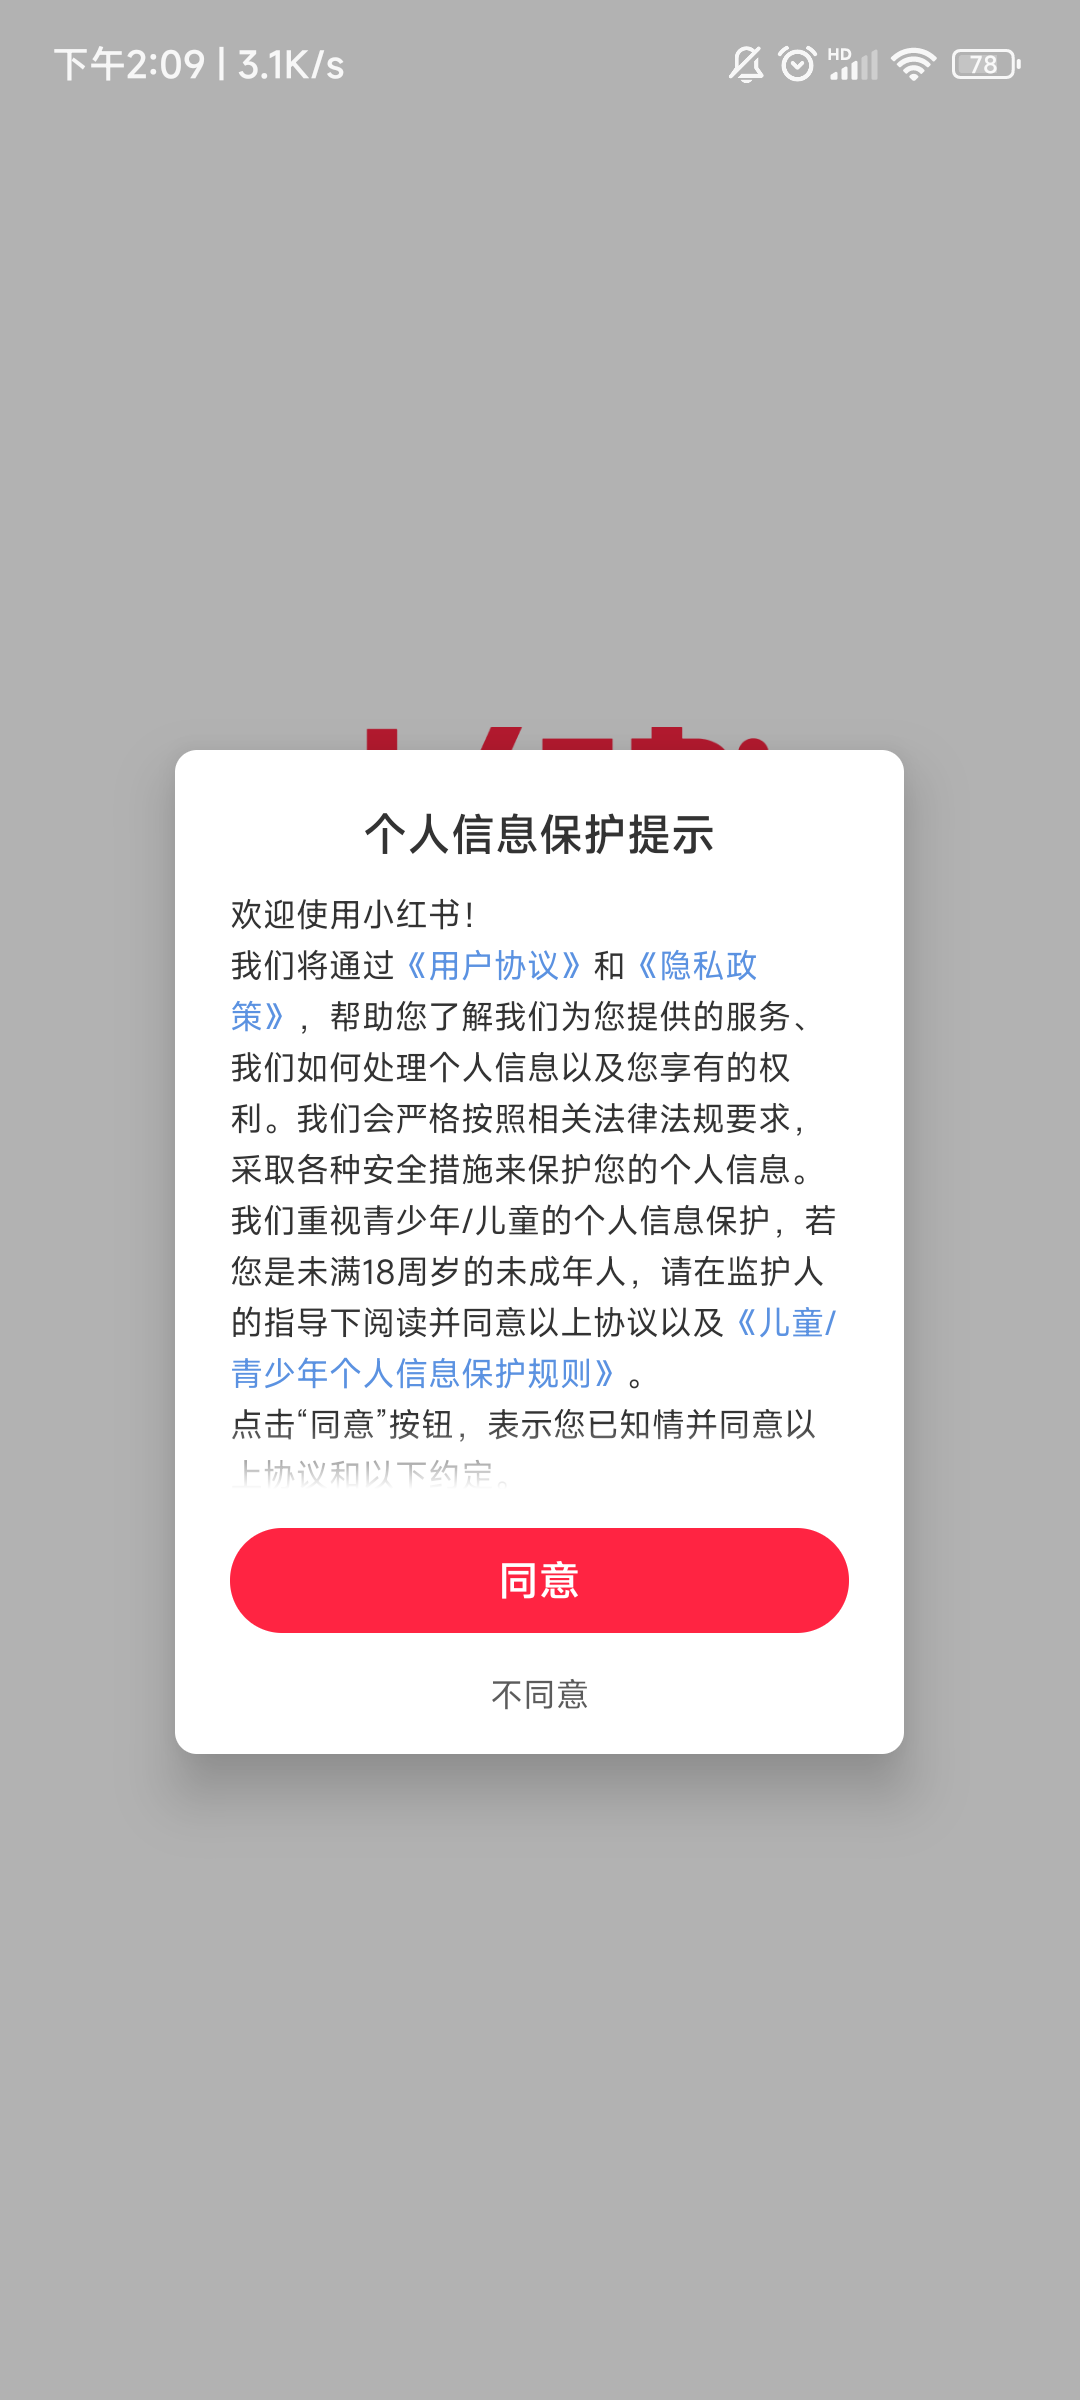 下午2:09 | 3.1K/s
HD
78
个人信息保护提示
欢迎使用小红书！
我们将通过《用户协议》和《隐私政
策》，帮助您了解我们为您提供的服务、
我们如何处理个人信息以及您享有的权
利。我们会严格按照相关法律法规要求，
采取各种安全措施来保护您的个人信息。
我们重视青少年/儿童的个人信息保护，若
您是未满18周岁的未成年人，请在监护人
的指导下阅读并同意以上协议以及《儿童/
青少年个人信息保护规则》。
点击“同意”按钮，表示您已知情并同意以
上协议和以下约定。
同意
不同意